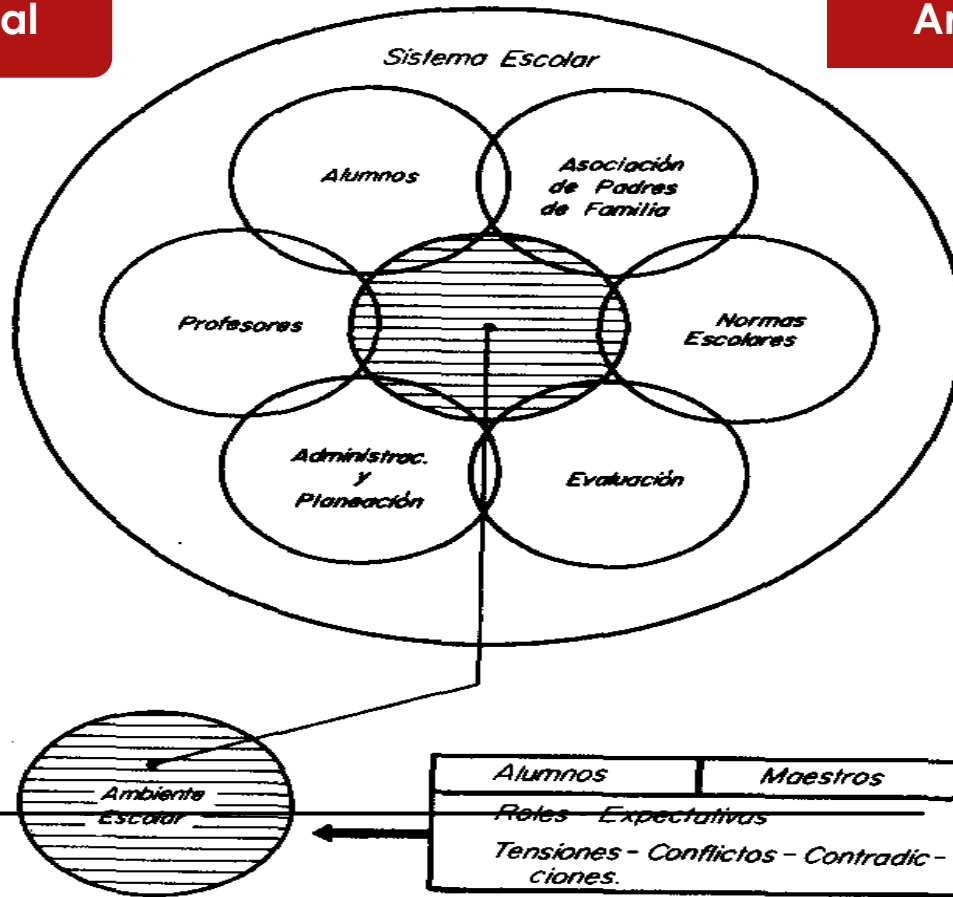 al
Ar
Sistema Escolar
Alumnos
Asociación
de Padres
de Familia
Profesores
Normas
Escolares
Administrac.
y
Planeación
Evaluación
Ambiente
Escolar
Alumnos
Maestros
Roles - Expectativas
Tensiones - Conflictos - Contradic-
ciones.